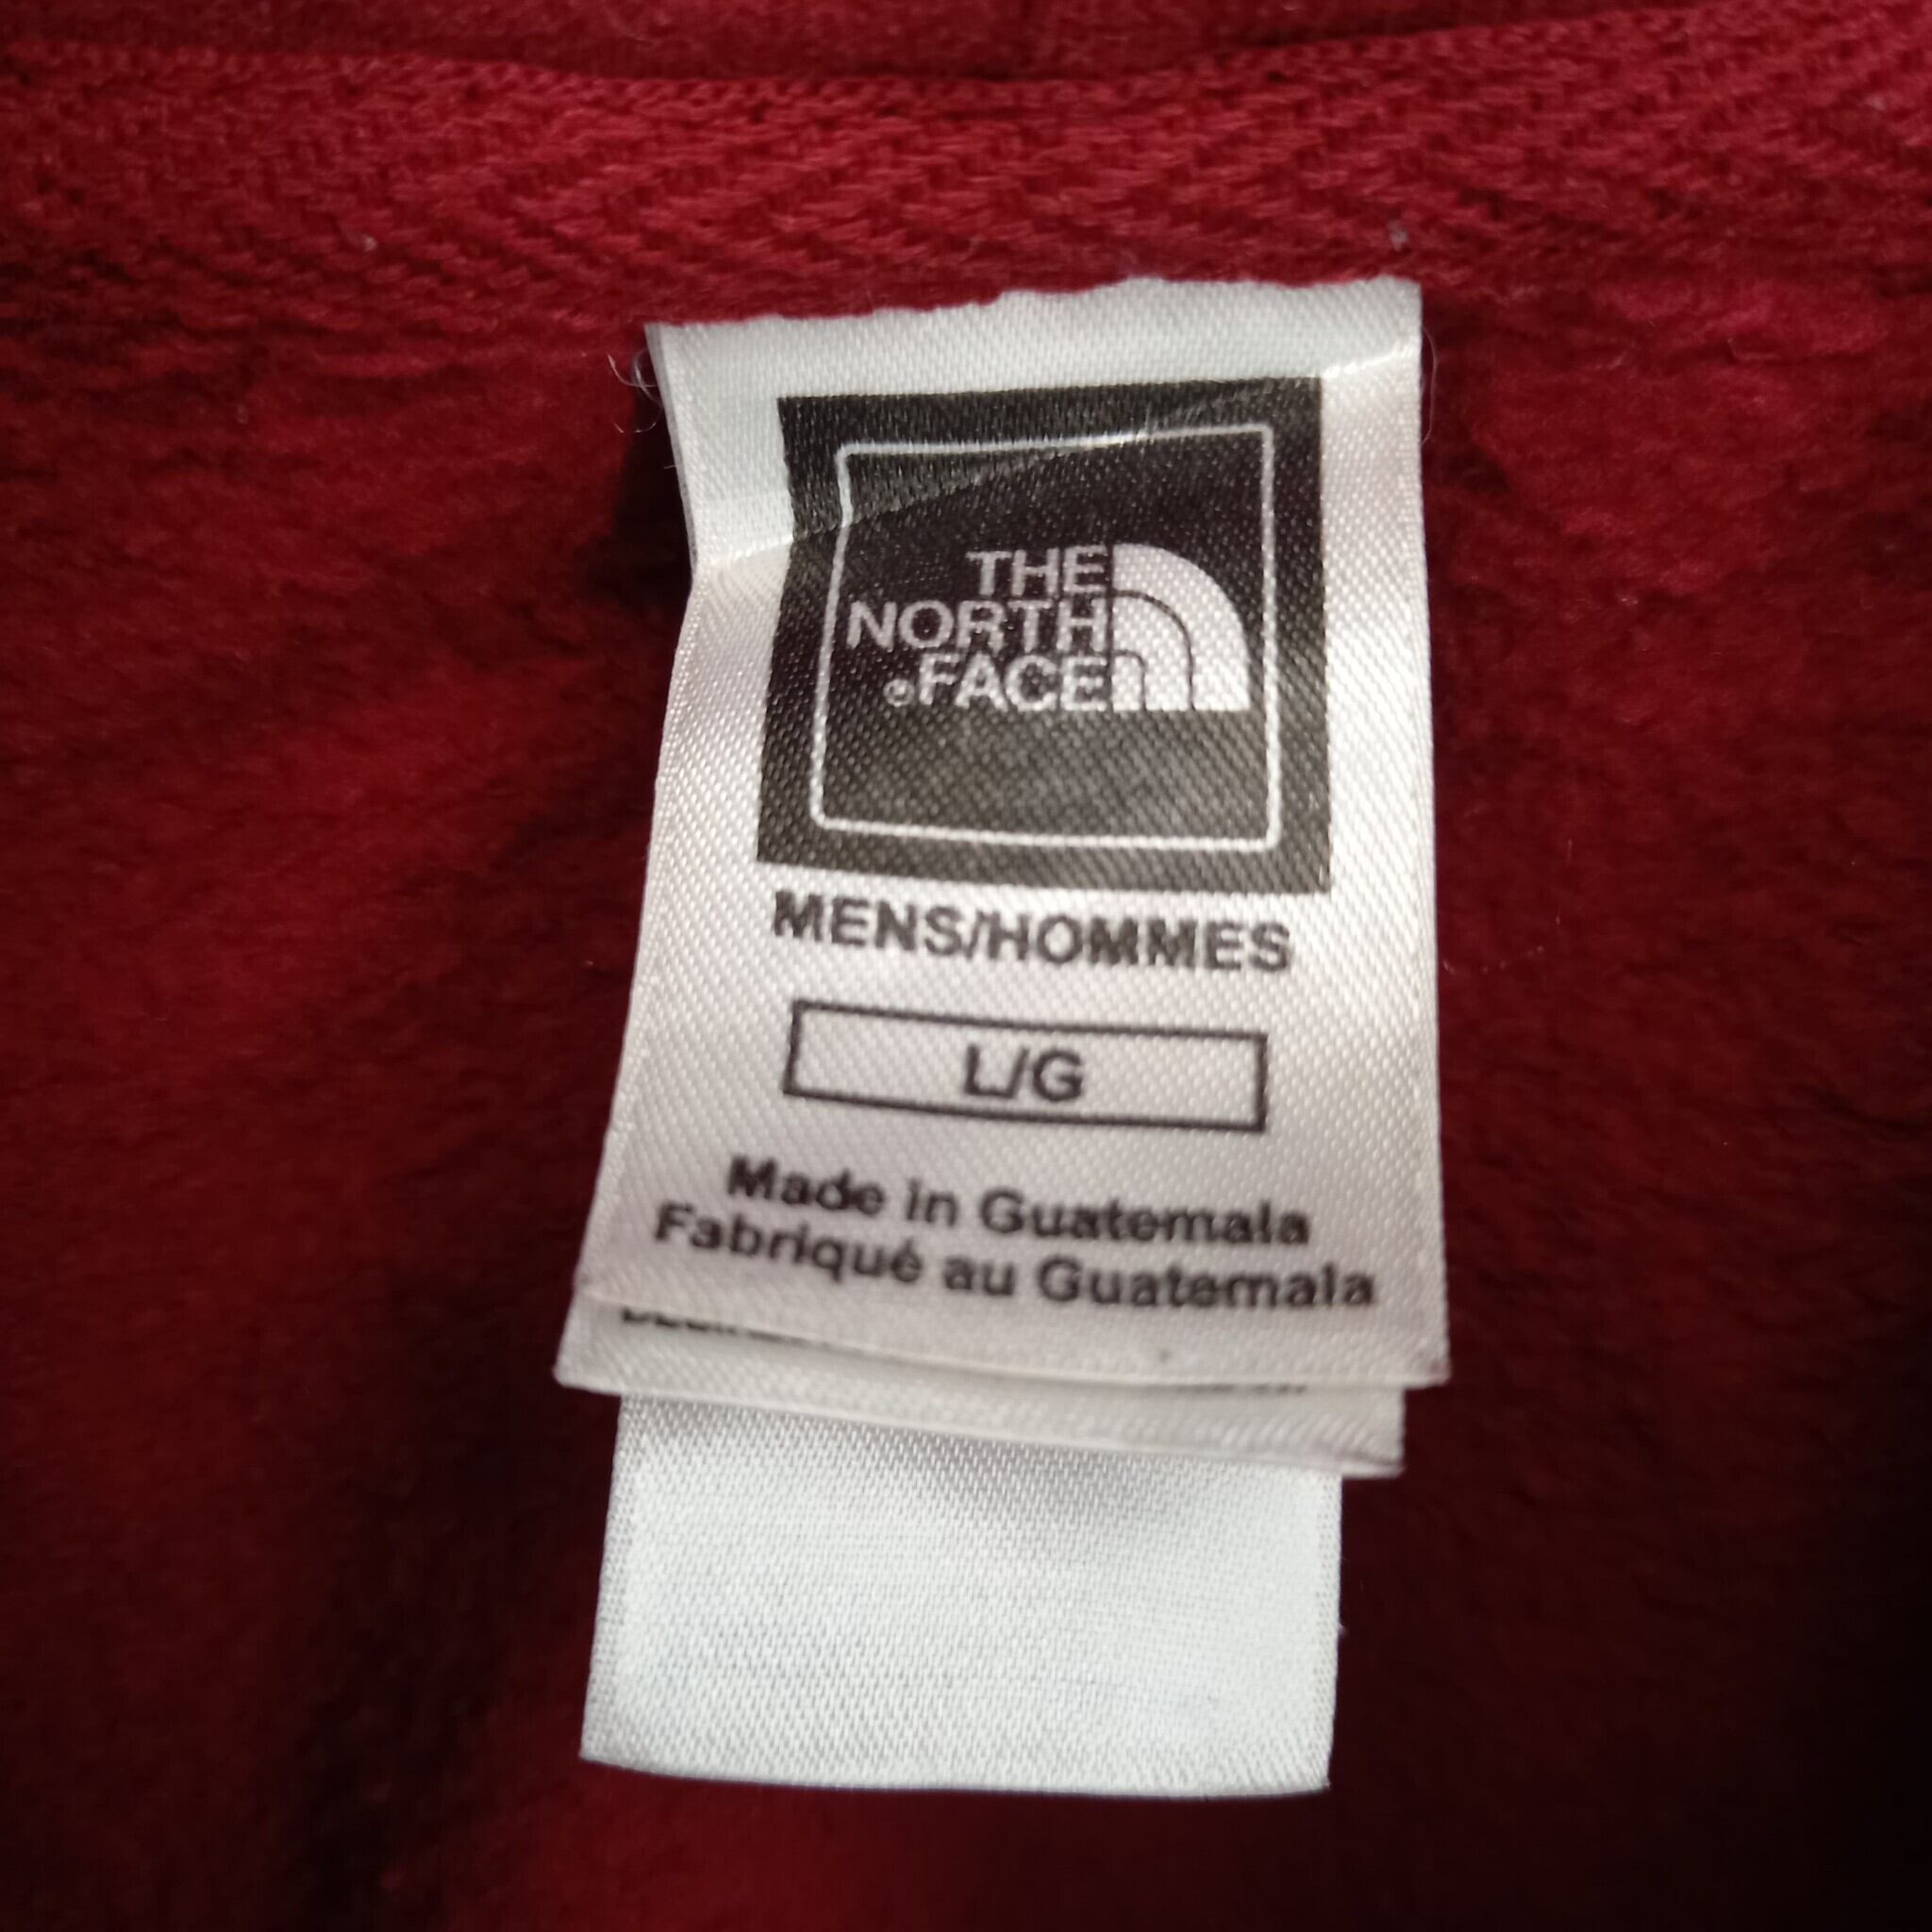 THE
NORTH
FACE
MENS/HOMMES
L/G
Made in Guatemala
Fabriqué au Guatemala